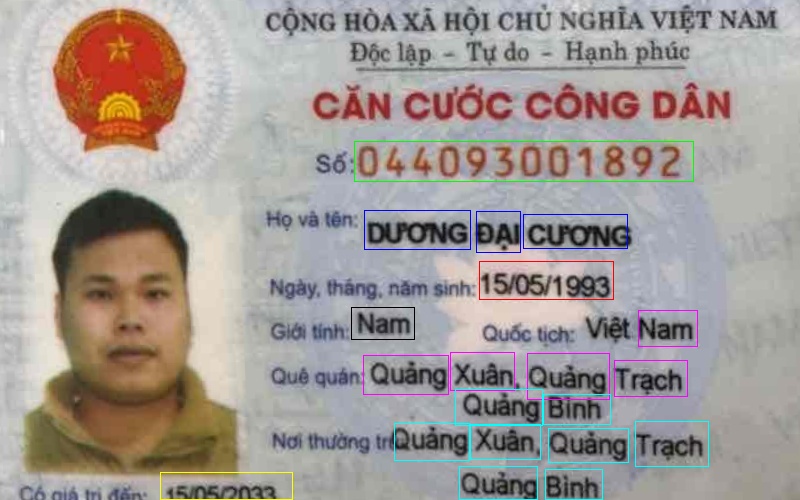 CỘNG HÒA XÃ HỘI CHỦ NGHĨA VIỆT NAM
Độc lập - Tự do - Hạnh phúc
CĂN CƯỚC CÔNG DÂN
Số: 044093001892
Họ và tên: DƯƠNG ĐẠI CƯƠNG
Ngày, tháng, năm sinh: 15/05/1993
Giới tính: Nam Quốc tịch: Việt Nam
Quê quán: Quảng Xuân, Quảng Trạch
Quảng Bình
Nơi thường trú: Quảng Xuân, Quảng Trạch
Quảng Bình
Có giá trị đến: 15/05/2033